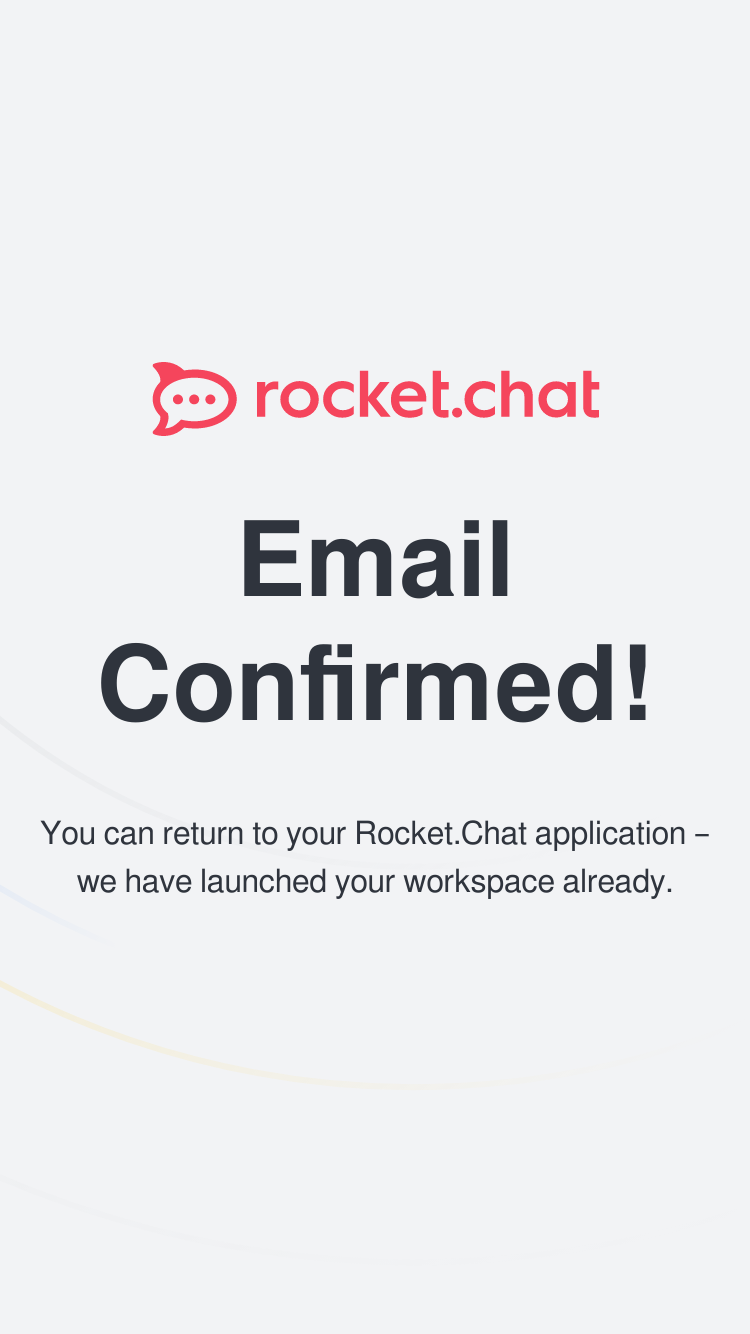 rocket.chat
Email
Confirmed!
You can return to your Rocket.Chat application –
we have launched your workspace already.